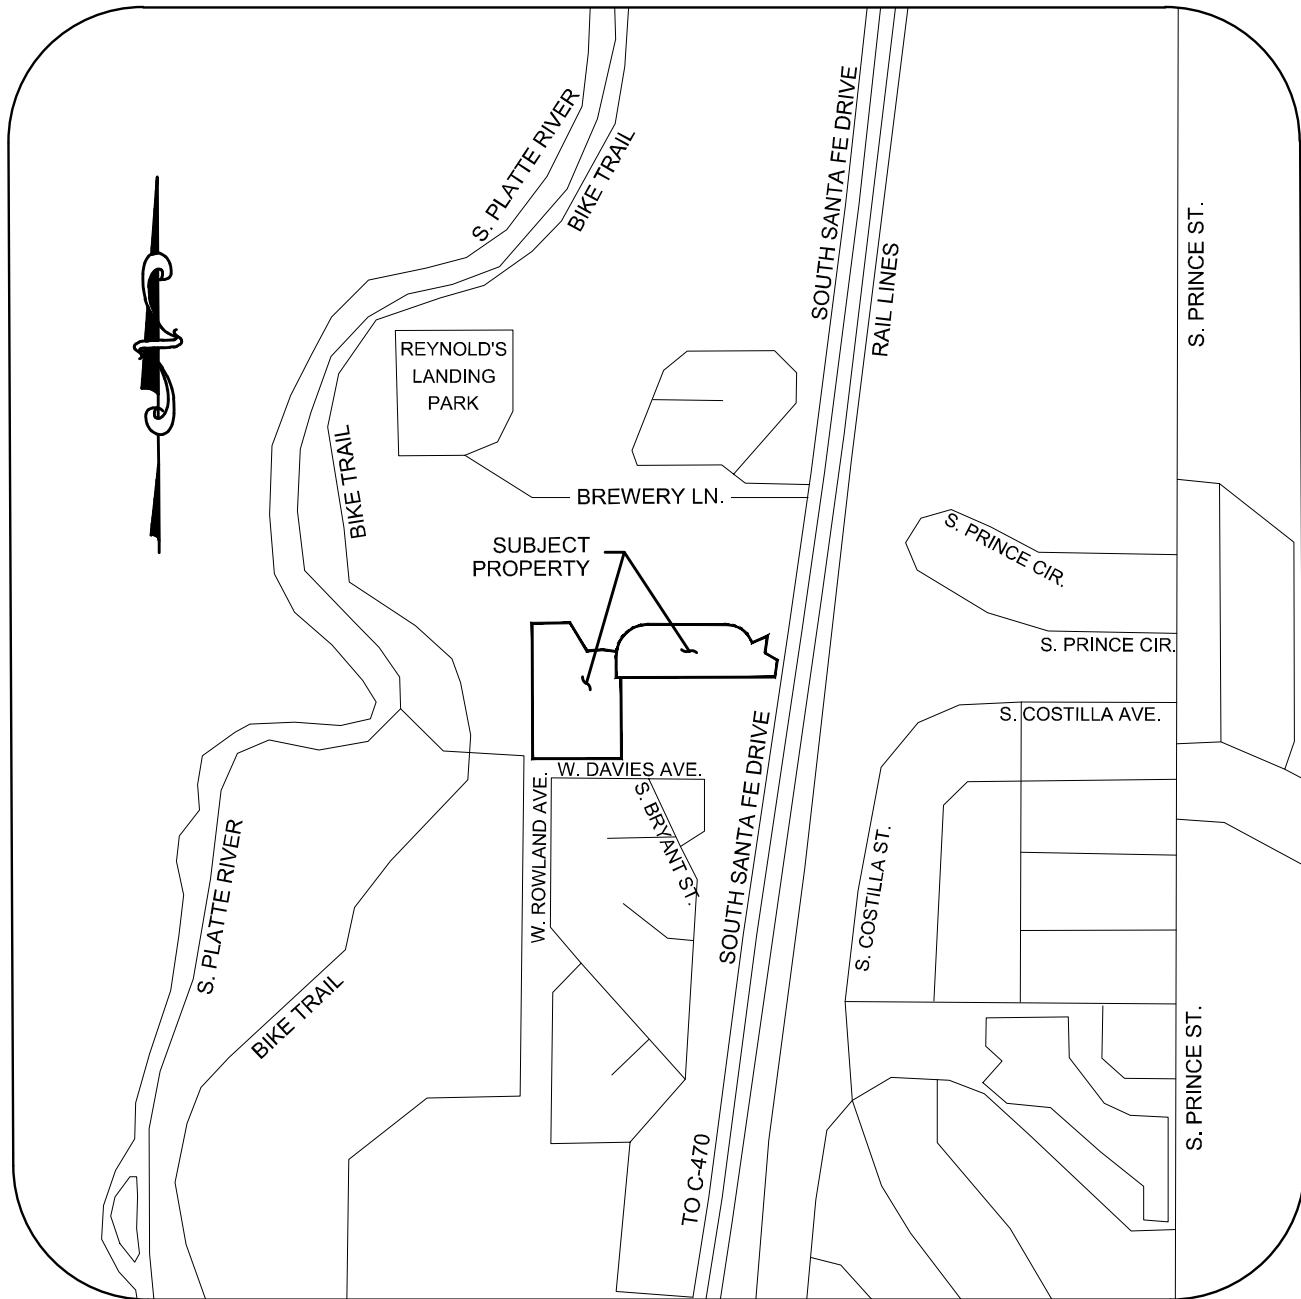 S. PLATTE RIVER
BIKE TRAIL
SOUTH SANTA FE DRIVE
RAIL LINES
S. PRINCE ST.
REYNOLD'S
LANDING
PARK
BIKE TRAIL
BREWERY LN.
S. PRINCE CIR.
SUBJECT
PROPERTY
S. PRINCE CIR.
S. COSTILLA AVE.
W. DAVIES AVE.
W. ROWLAND AVE.
S. BRYANT ST.
SOUTH SANTA FE DRIVE
S. COSTILLA ST.
S. PLATTE RIVER
BIKE TRAIL
S. PRINCE ST.
TO C-470